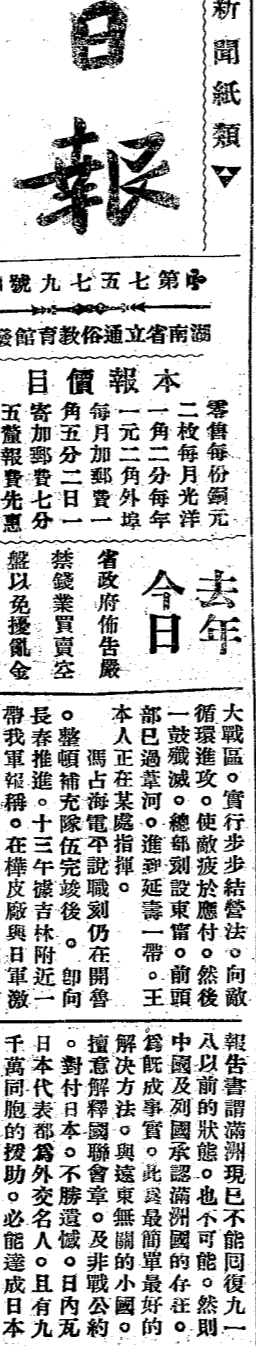 新聞紙類
日報
第七五七九號
湖南省立通俗教育館發
本報價目
零售每份銅元
二枚每月光洋
一角二分每年
一元二角外埠
每月加郵費一
角五分二日一
寄加郵費七分
五釐報費先惠
去年
今日
省政府佈告嚴
禁錢業買賣空
盤以免擾亂金
大戰區。實行步步結營法。向敵
循環進攻。使敵疲於應付。然後
一鼓殲滅。總部刻設東甯。前頭
部已過葦河。進到延壽一帶。王
本人正在某處指揮。
馮占海電平說職刻仍在開魯
。整頓補充隊伍完竣後。即向
長春推進。十三午據吉林附近一
帶我軍報稱。在樺皮廠與日軍激
報告書謂滿洲現已不能回復九一
八以前的狀態。也不可能。然則
中國及列國承認滿洲國的存在。
爲既成事實。此爲最簡單最好的
解決方法。與遠東無關的小國。
擅意解釋國聯會章。及非戰公約
。對付日本。不勝遺憾。日內瓦
日本代表都爲外交名人。且有九
千萬同胞的援助。必能達成日本